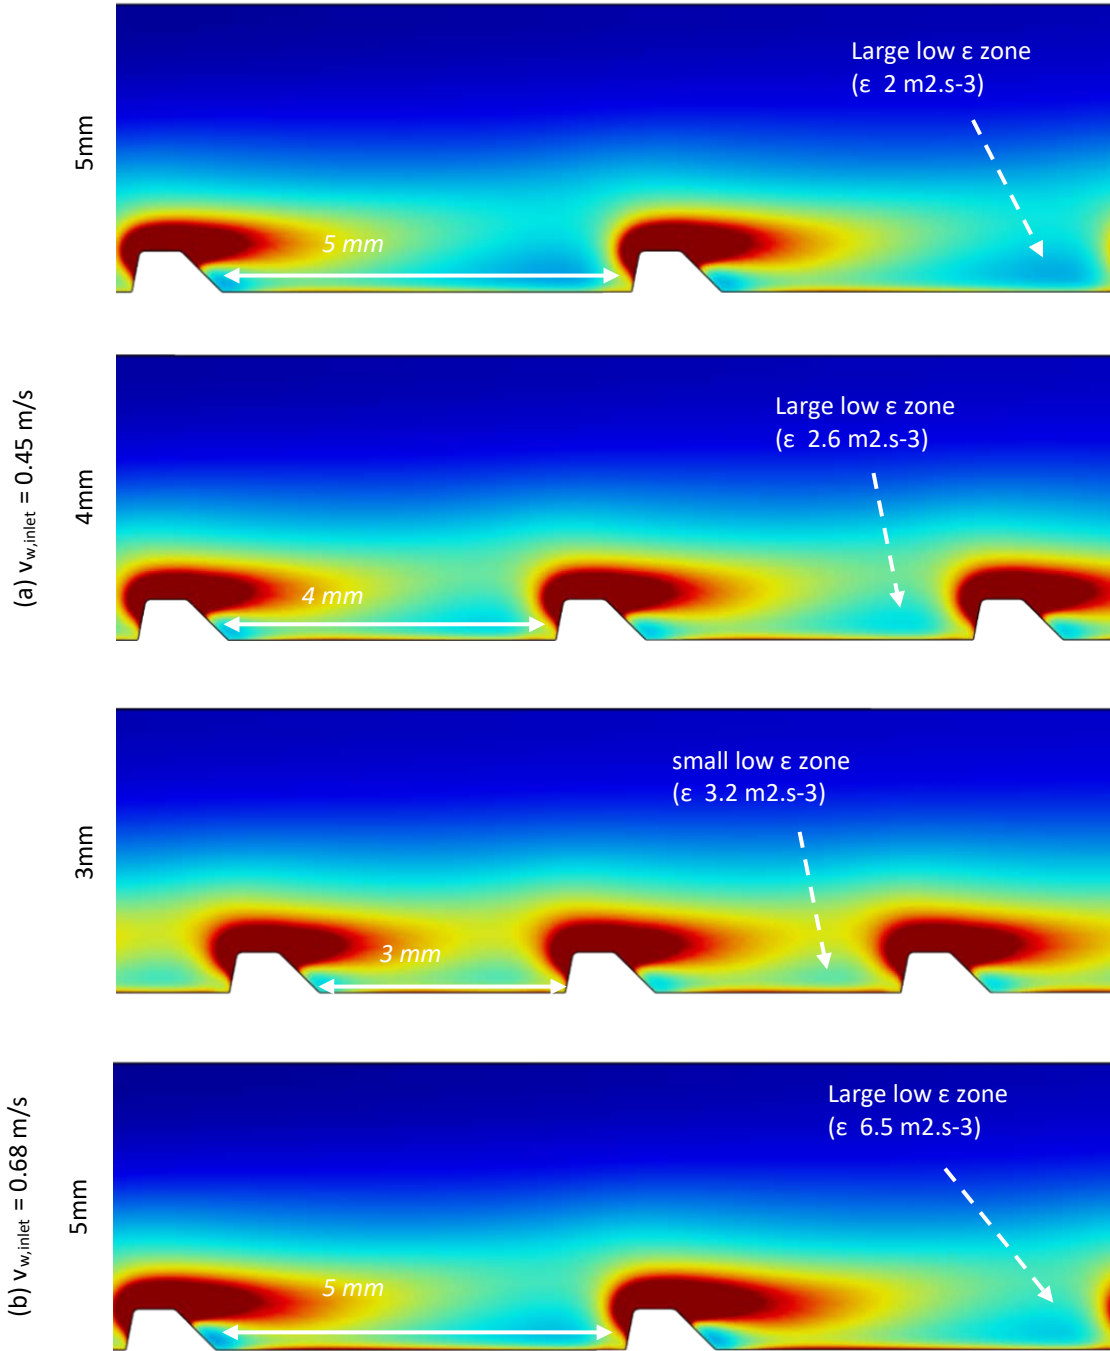 (a) vw,inlet = 0.45 m/s
5mm
Large low ε zone
(ε  2 m2.s-3)
5 mm
4mm
Large low ε zone
(ε  2.6 m2.s-3)
4 mm
3mm
small low ε zone
(ε  3.2 m2.s-3)
3 mm
(b) vw,inlet = 0.68 m/s
5mm
Large low ε zone
(ε  6.5 m2.s-3)
5 mm